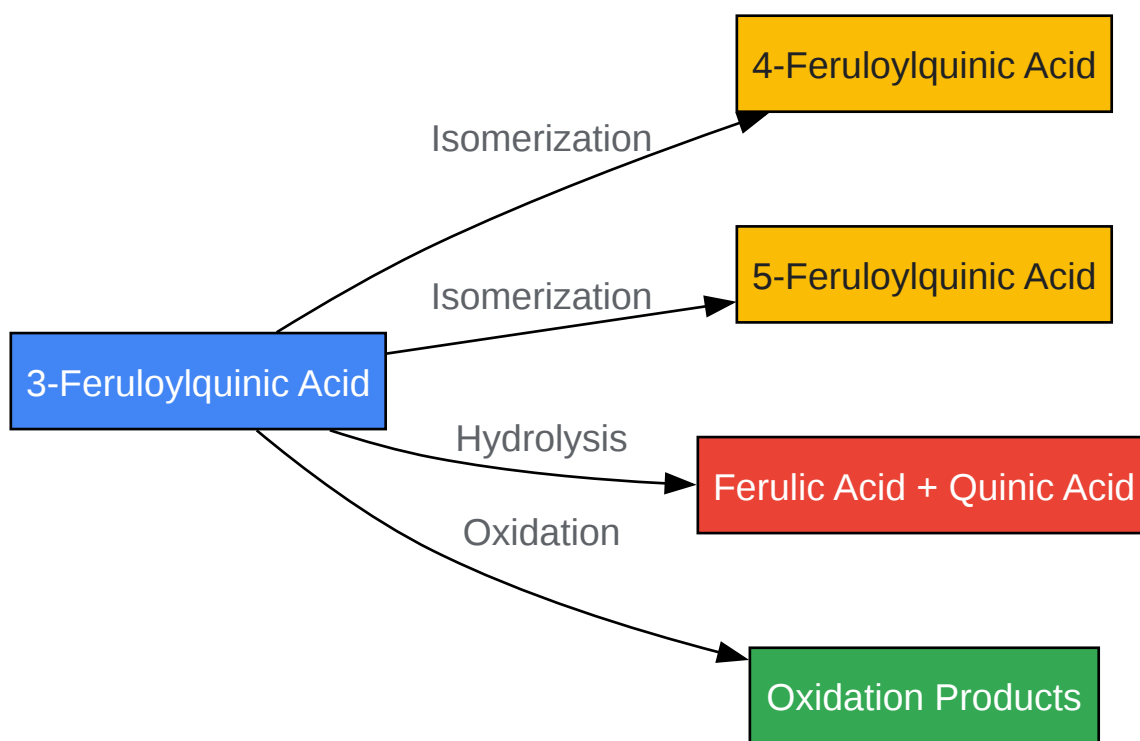 4-Feruloylquinic Acid
Isomerization
5-Feruloylquinic Acid
Isomerization
3-Feruloylquinic Acid
Hydrolysis
Ferulic Acid + Quinic Acid
Oxidation
Oxidation Products